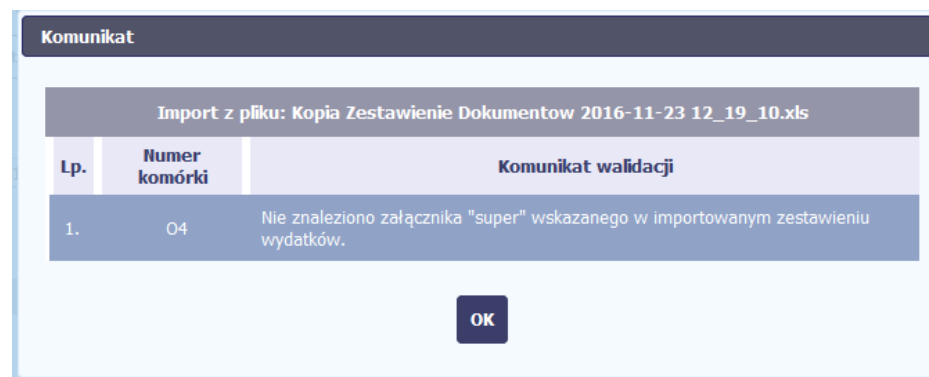 Komunikat
Import z pliku: Kopia Zestawienie Dokumentow 2016-11-23 12_19_10.xls
Lp.
Numer
komórki
Komunikat walidacji
1.
O4
Nie znaleziono załącznika "super" wskazanego w importowanym zestawieniu
wydatków.
OK